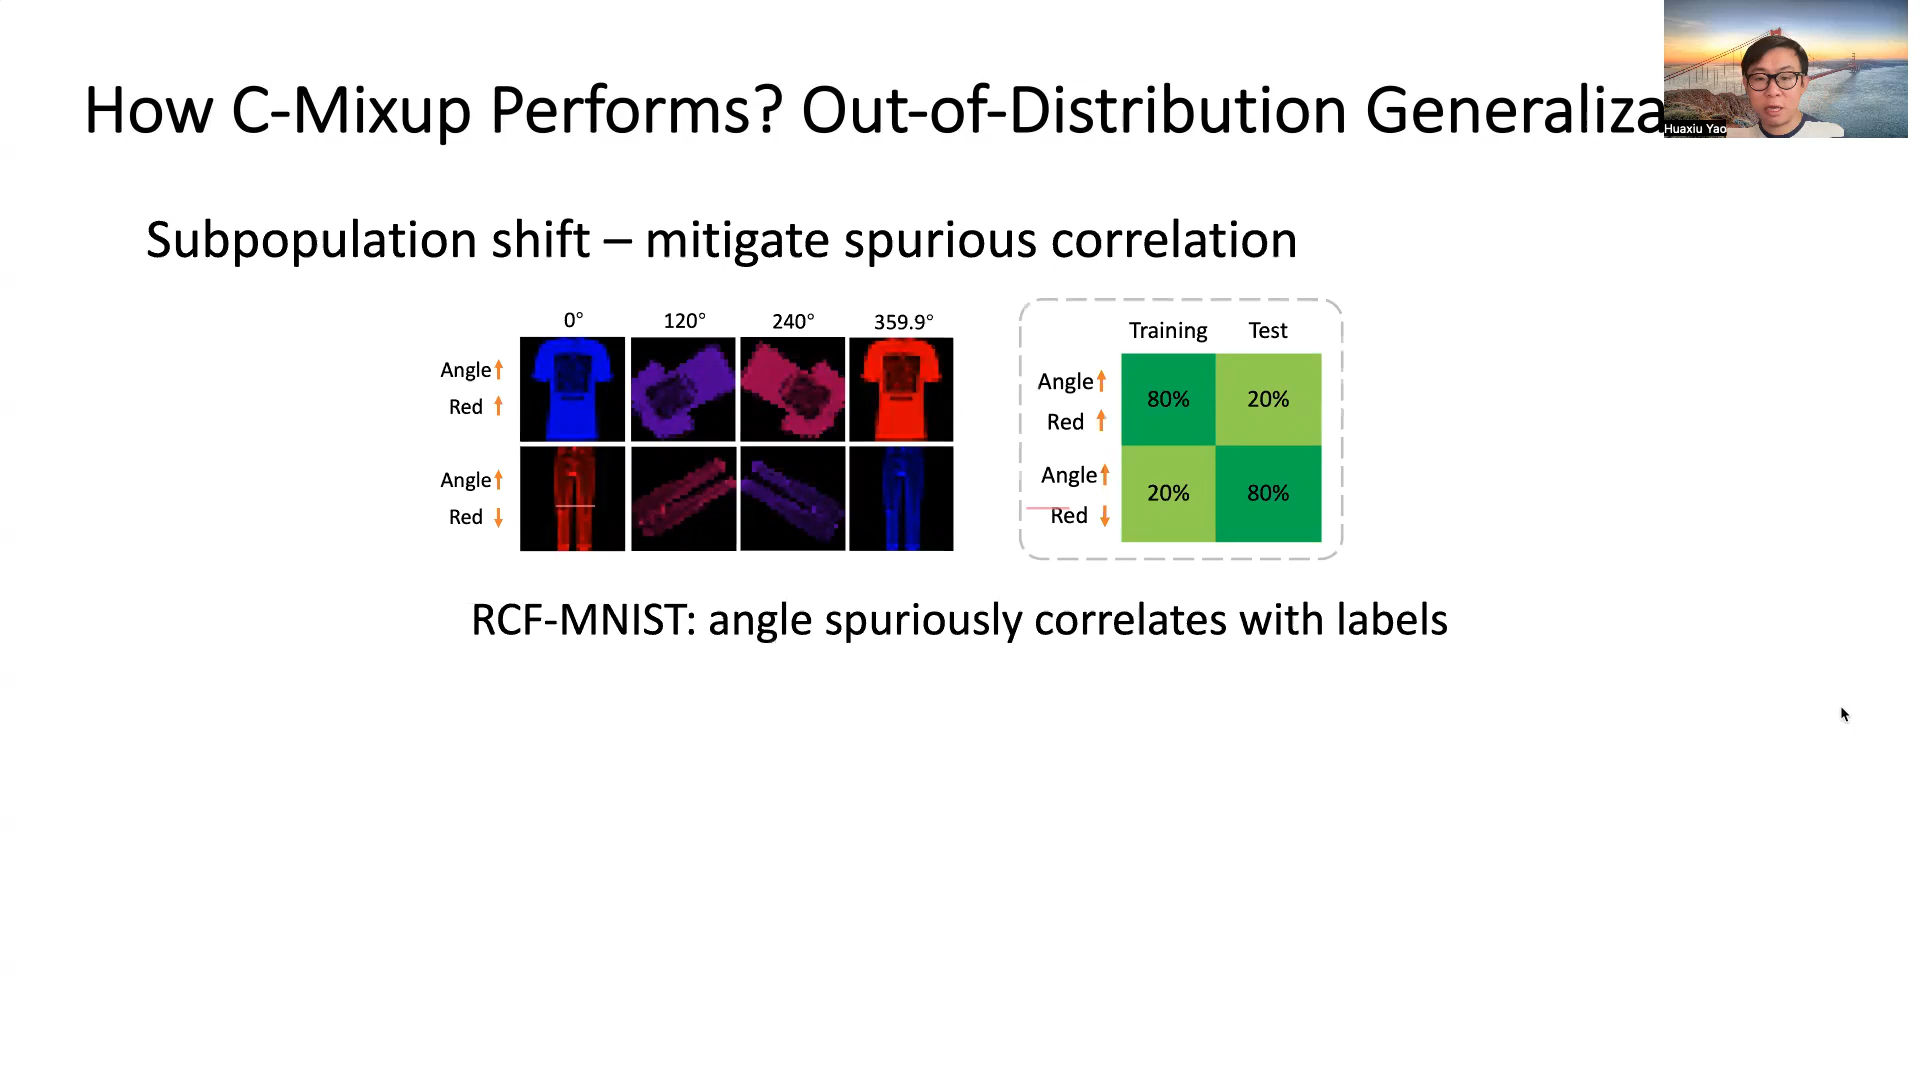 How C-Mixup Performs? Out-of-Distribution Generaliza
Huaxiu Yao
Subpopulation shift – mitigate spurious correlation
0° 120° 240° 359.9°
Angle↑
Red ↑
Angle↑
Red ↓
Training Test
Angle↑
Red ↑
80% 20%
Angle↑
Red ↓
20% 80%
RCF-MNIST: angle spuriously correlates with labels